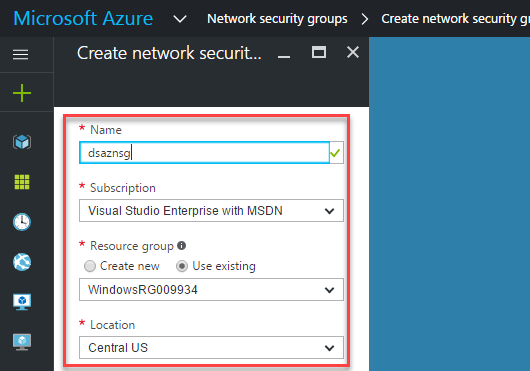 Microsoft Azure Network security groups Create network security gr
Create network securit...
* Name
dsaznsg
* Subscription
Visual Studio Enterprise with MSDN
* Resource group
Create new Use existing
WindowsRG009934
* Location
Central US